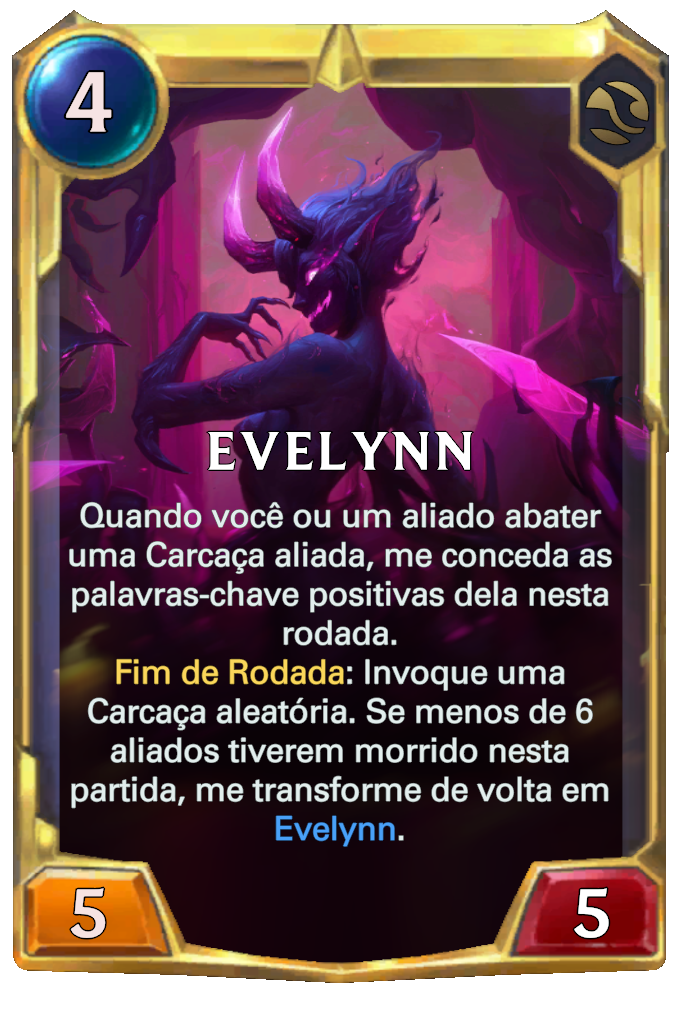 4
EVELYNN
Quando você ou um aliado abater
uma Carcaça aliada, me conceda as
palavras-chave positivas dela nesta
rodada.
Fim de Rodada: Invoque uma
Carcaça aleatória. Se menos de 6
aliados tiverem morrido nesta
partida, me transforme de volta em
Evelynn.
5
5